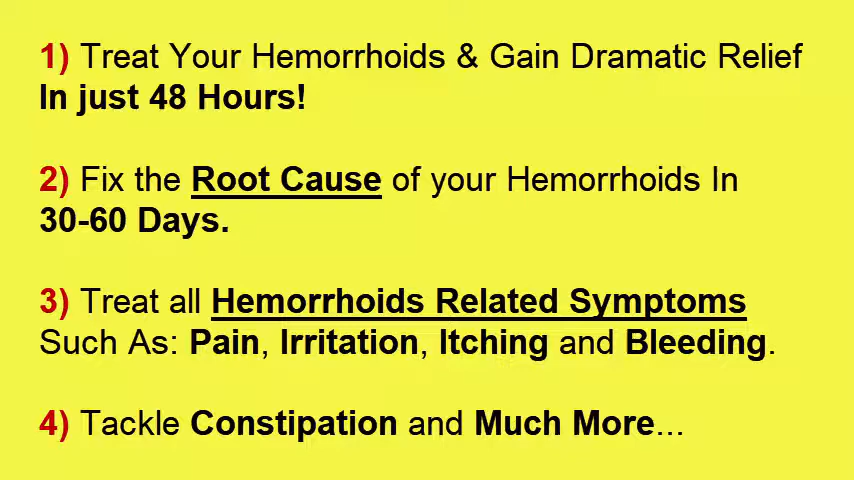 1) Treat Your Hemorrhoids & Gain Dramatic Relief
In just 48 Hours!
2) Fix the Root Cause of your Hemorrhoids In
30-60 Days.
3) Treat all Hemorrhoids Related Symptoms
Such As: Pain, Irritation, Itching and Bleeding.
4) Tackle Constipation and Much More...